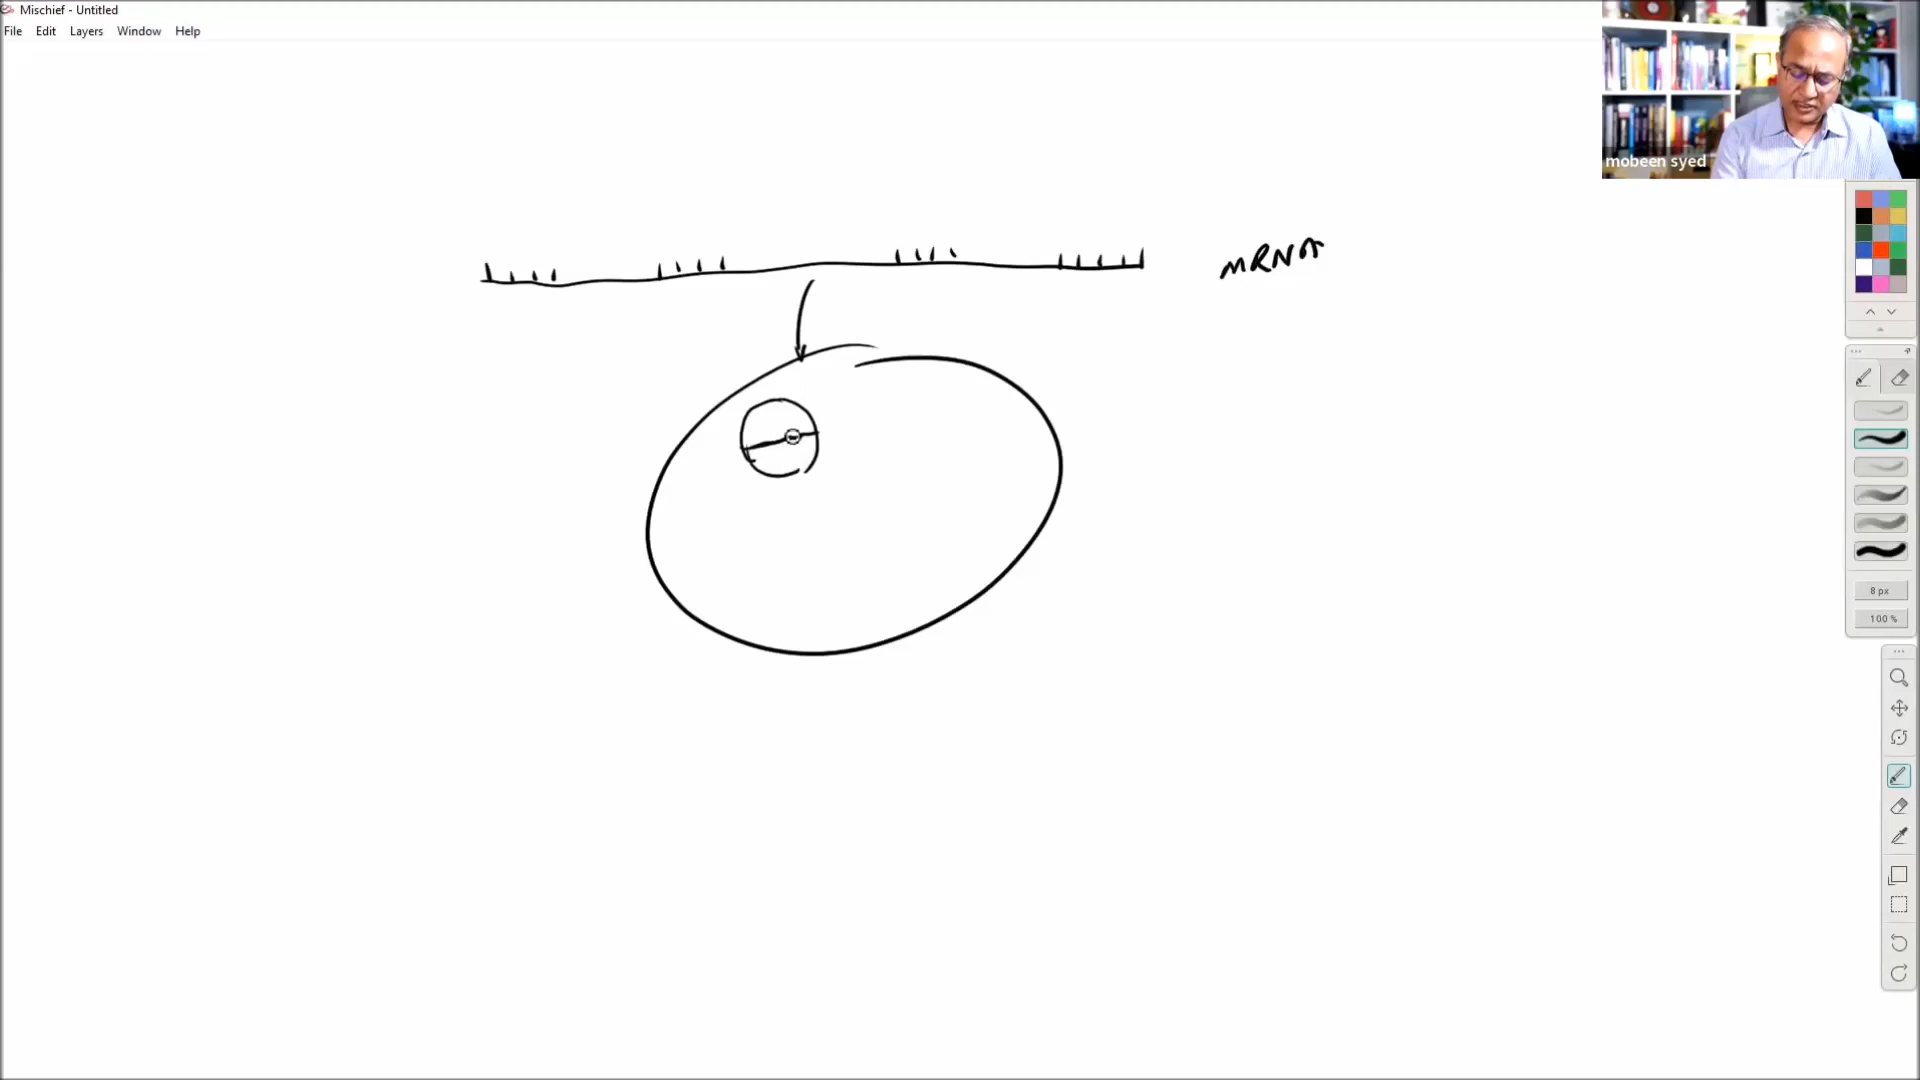 Mischief - Untitled
File Edit Layers Window Help
mobeen syed
mRNA
8 px
100 %